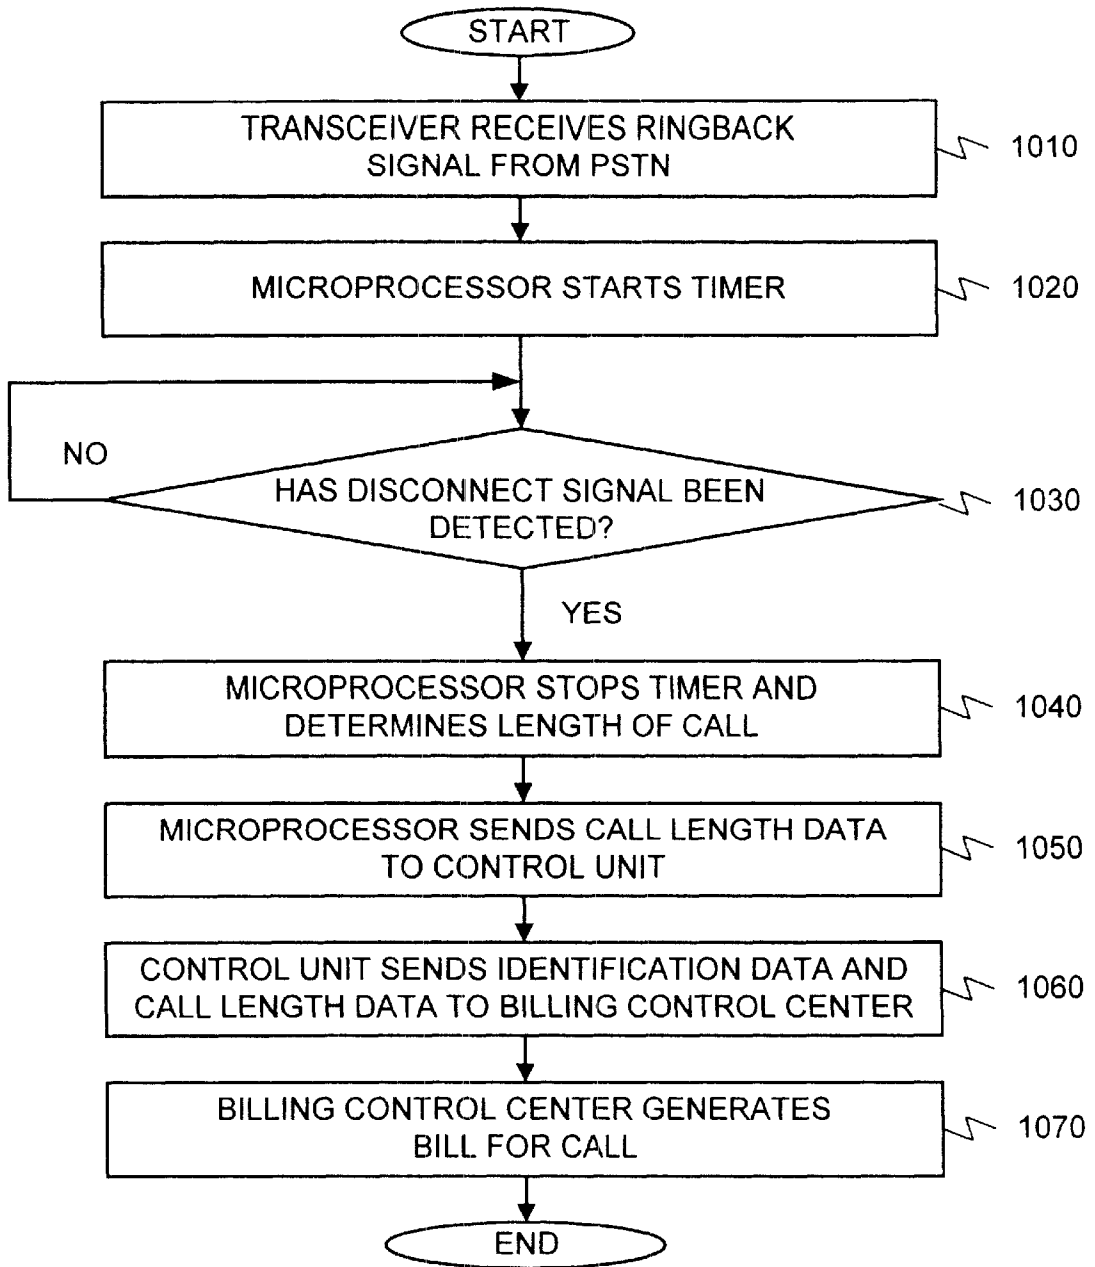 START
TRANSCEIVER RECEIVES RINGBACK
SIGNAL FROM PSTN
1010
MICROPROCESSOR STARTS TIMER
1020
NO
HAS DISCONNECT SIGNAL BEEN
DETECTED?
1030
YES
MICROPROCESSOR STOPS TIMER AND
DETERMINES LENGTH OF CALL
1040
MICROPROCESSOR SENDS CALL LENGTH DATA
TO CONTROL UNIT
1050
CONTROL UNIT SENDS IDENTIFICATION DATA AND
CALL LENGTH DATA TO BILLING CONTROL CENTER
1060
BILLING CONTROL CENTER GENERATES
BILL FOR CALL
1070
END